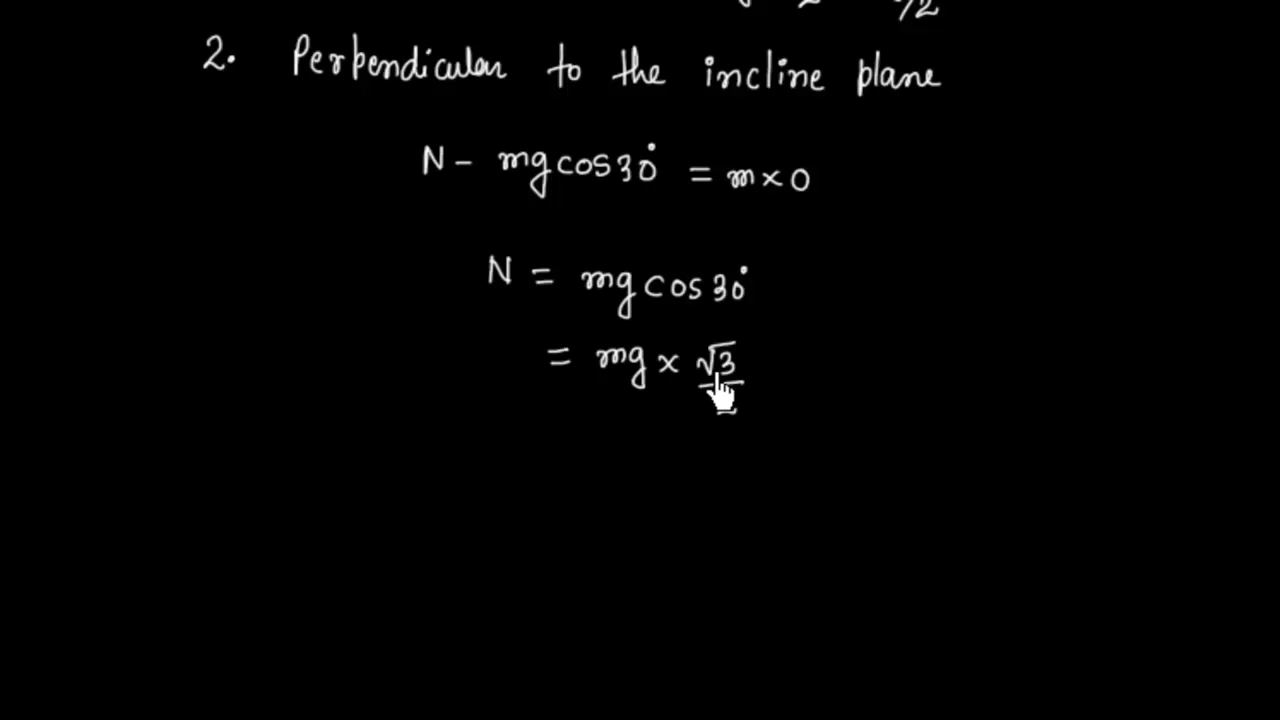 2. Perpendicular to the incline plane
N - mg cos 30° = m × 0
N = mg cos 30°
= mg × √3